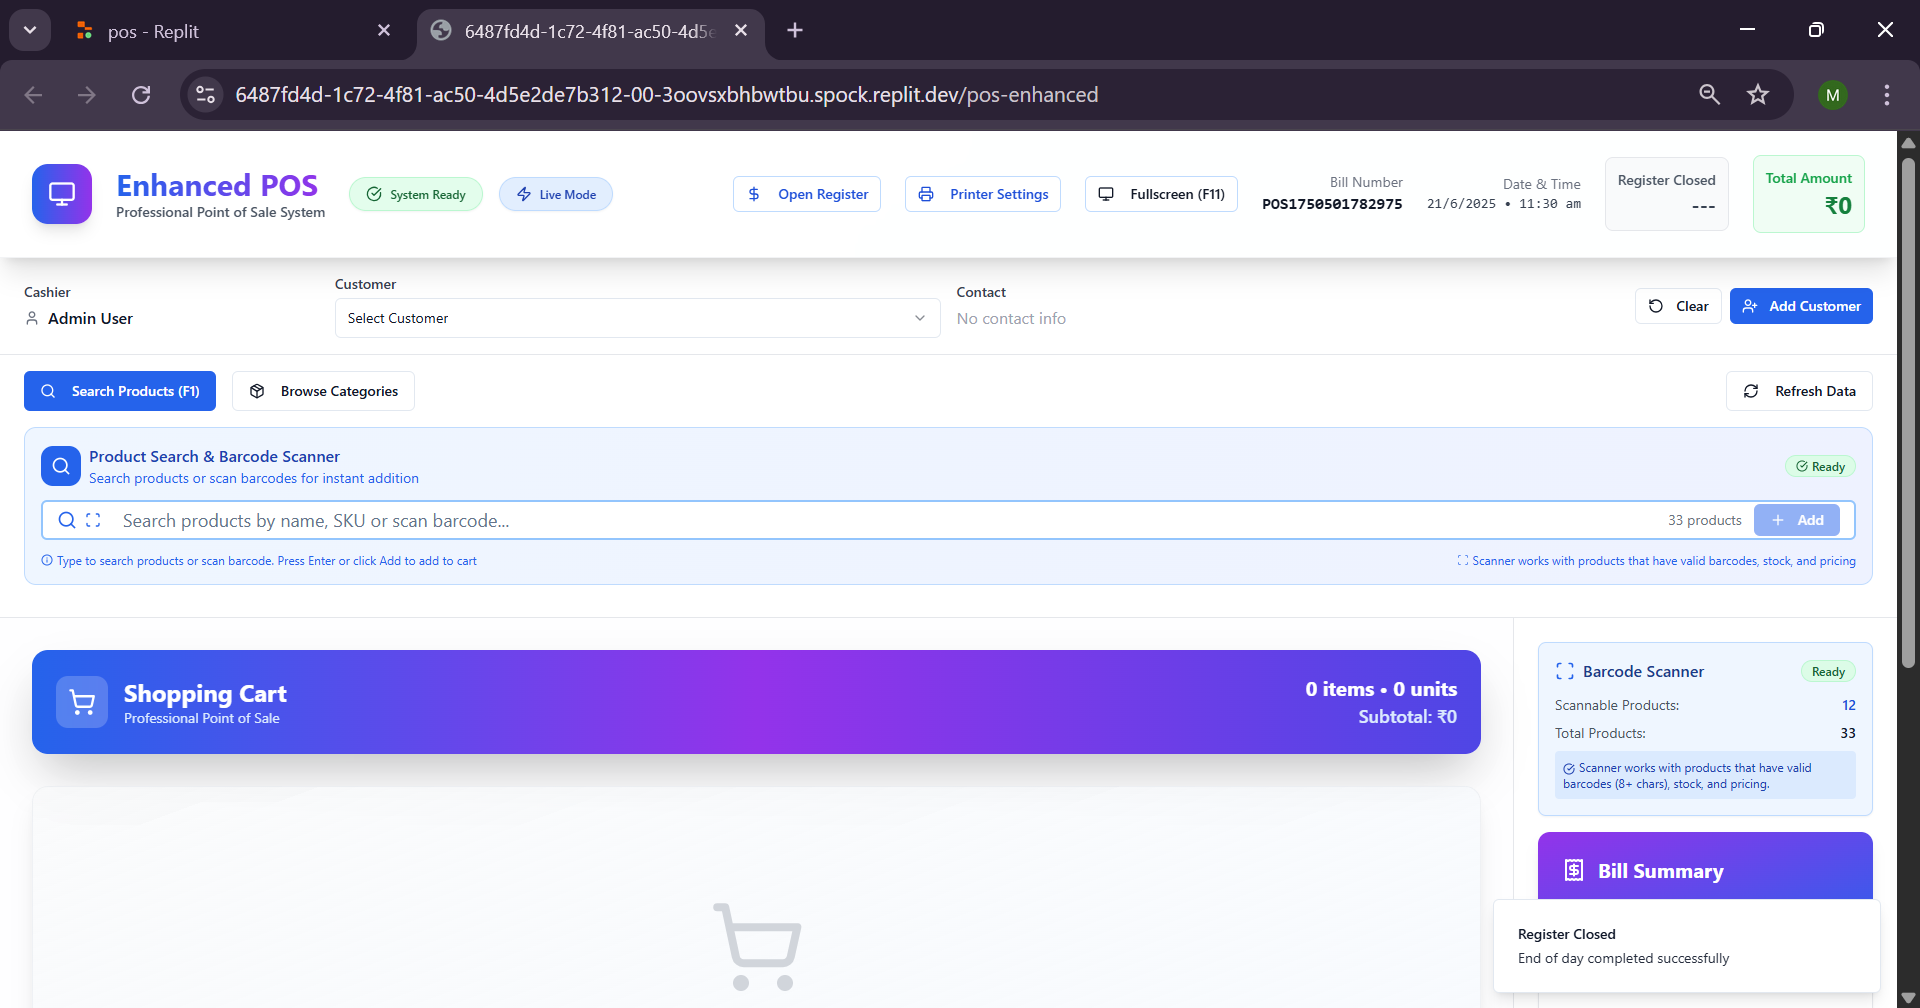 pos - Replit
6487fd4d-1c72-4f81-ac50-4d5e
6487fd4d-1c72-4f81-ac50-4d5e2de7b312-00-3oovsxbhbwtbu.spock.replit.dev/pos-enhanced
M
Enhanced POS
Professional Point of Sale System
System Ready
Live Mode
Open Register
Printer Settings
Fullscreen (F11)
Bill Number
POS1750501782975
Date & Time
21/6/2025 • 11:30 am
Register Closed
---
Total Amount
₹0
Cashier
Admin User
Customer
Select Customer
Contact
No contact info
Clear
Add Customer
Search Products (F1)
Browse Categories
Refresh Data
Product Search & Barcode Scanner
Search products or scan barcodes for instant addition
Ready
Search products by name, SKU or scan barcode...
33 products
Add
Type to search products or scan barcode. Press Enter or click Add to add to cart
Scanner works with products that have valid barcodes, stock, and pricing
Shopping Cart
Professional Point of Sale
0 items • 0 units
Subtotal: ₹0
Barcode Scanner
Ready
Scannable Products:
12
Total Products:
33
Scanner works with products that have valid
barcodes (8+ chars), stock, and pricing.
Bill Summary
Register Closed
End of day completed successfully